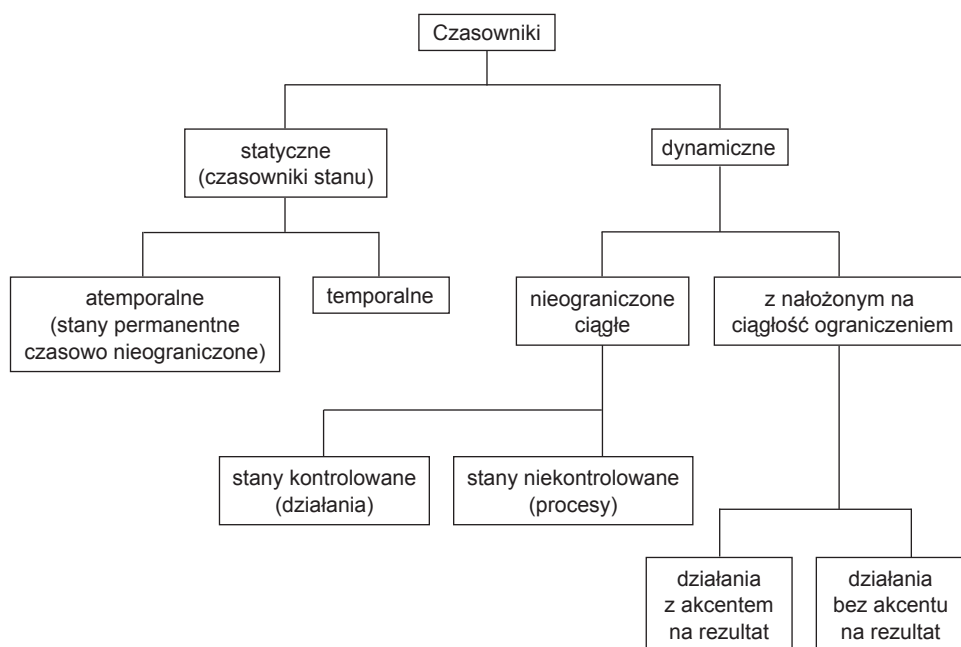 Czasowniki
statyczne
(czasowniki stanu)
dynamiczne
atemporalne
(stany permanentne
czasowo nieograniczone)
temporalne
nieograniczone
ciągłe
z nałożonym na
ciągłość ograniczeniem
stany kontrolowane
(działania)
stany niekontrolowane
(procesy)
działania
z akcentem
na rezultat
działania
bez akcentu
na rezultat